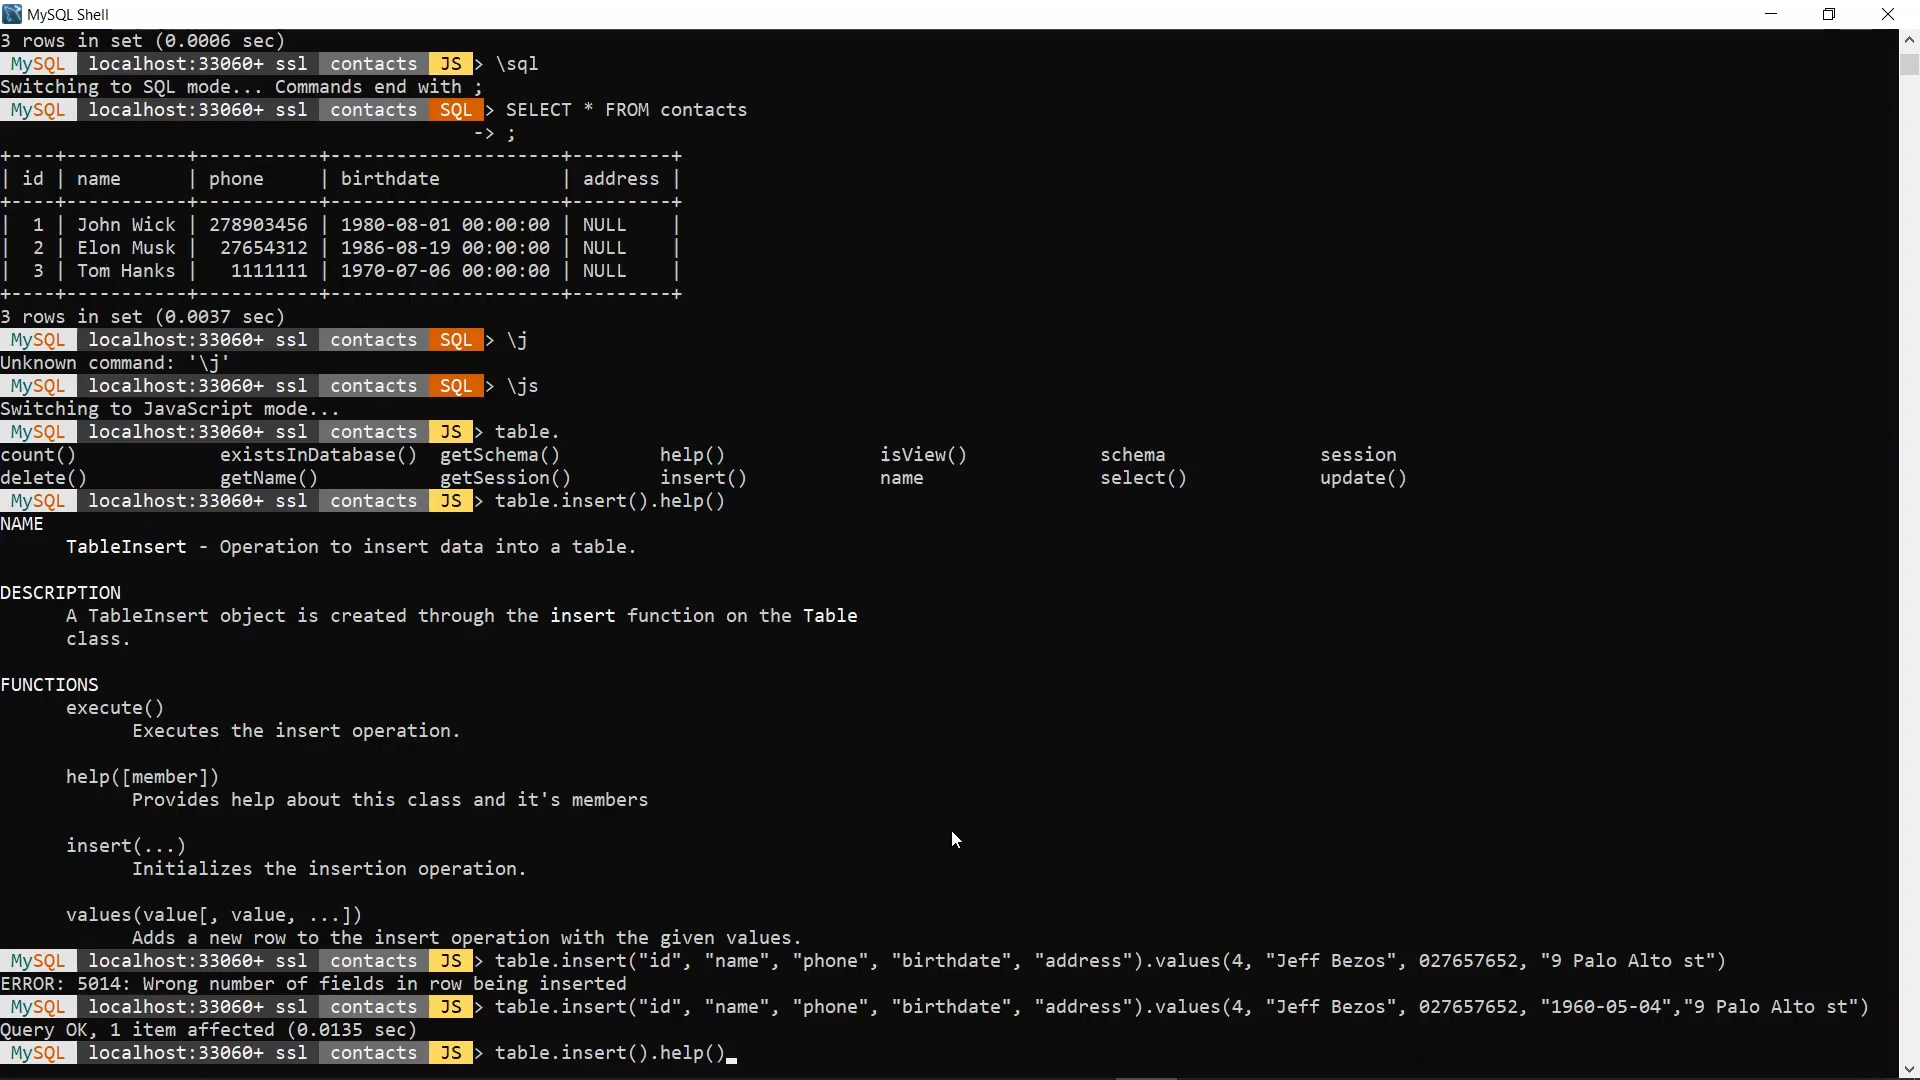 MySQL Shell
3 rows in set (0.0006 sec)
MySQL localhost:33060+ ssl contacts JS > \sql
Switching to SQL mode... Commands end with ;
MySQL localhost:33060+ ssl contacts SQL > SELECT * FROM contacts
-> ;
+----+-----------+-----------+---------------------+---------+
| id | name      | phone     | birthdate           | address |
+----+-----------+-----------+---------------------+---------+
|  1 | John Wick | 278903456 | 1980-08-01 00:00:00 | NULL    |
|  2 | Elon Musk |  27654312 | 1986-08-19 00:00:00 | NULL    |
|  3 | Tom Hanks |   1111111 | 1970-07-06 00:00:00 | NULL    |
+----+-----------+-----------+---------------------+---------+
3 rows in set (0.0037 sec)
MySQL localhost:33060+ ssl contacts SQL > \j
Unknown command: '\j'
MySQL localhost:33060+ ssl contacts SQL > \js
Switching to JavaScript mode...
MySQL localhost:33060+ ssl contacts JS > table.
count() existsInDatabase() getSchema() help() isView() schema session
delete() getName() getSession() insert() name select() update()
MySQL localhost:33060+ ssl contacts JS > table.insert().help()
NAME
TableInsert - Operation to insert data into a table.
DESCRIPTION
A TableInsert object is created through the insert function on the Table
class.
FUNCTIONS
execute()
Executes the insert operation.
help([member])
Provides help about this class and it's members
insert(...)
Initializes the insertion operation.
values(value[, value, ...])
Adds a new row to the insert operation with the given values.
MySQL localhost:33060+ ssl contacts JS > table.insert("id", "name", "phone", "birthdate", "address").values(4, "Jeff Bezos", 027657652, "9 Palo Alto st")
ERROR: 5014: Wrong number of fields in row being inserted
MySQL localhost:33060+ ssl contacts JS > table.insert("id", "name", "phone", "birthdate", "address").values(4, "Jeff Bezos", 027657652, "1960-05-04","9 Palo Alto st")
Query OK, 1 item affected (0.0135 sec)
MySQL localhost:33060+ ssl contacts JS > table.insert().help()